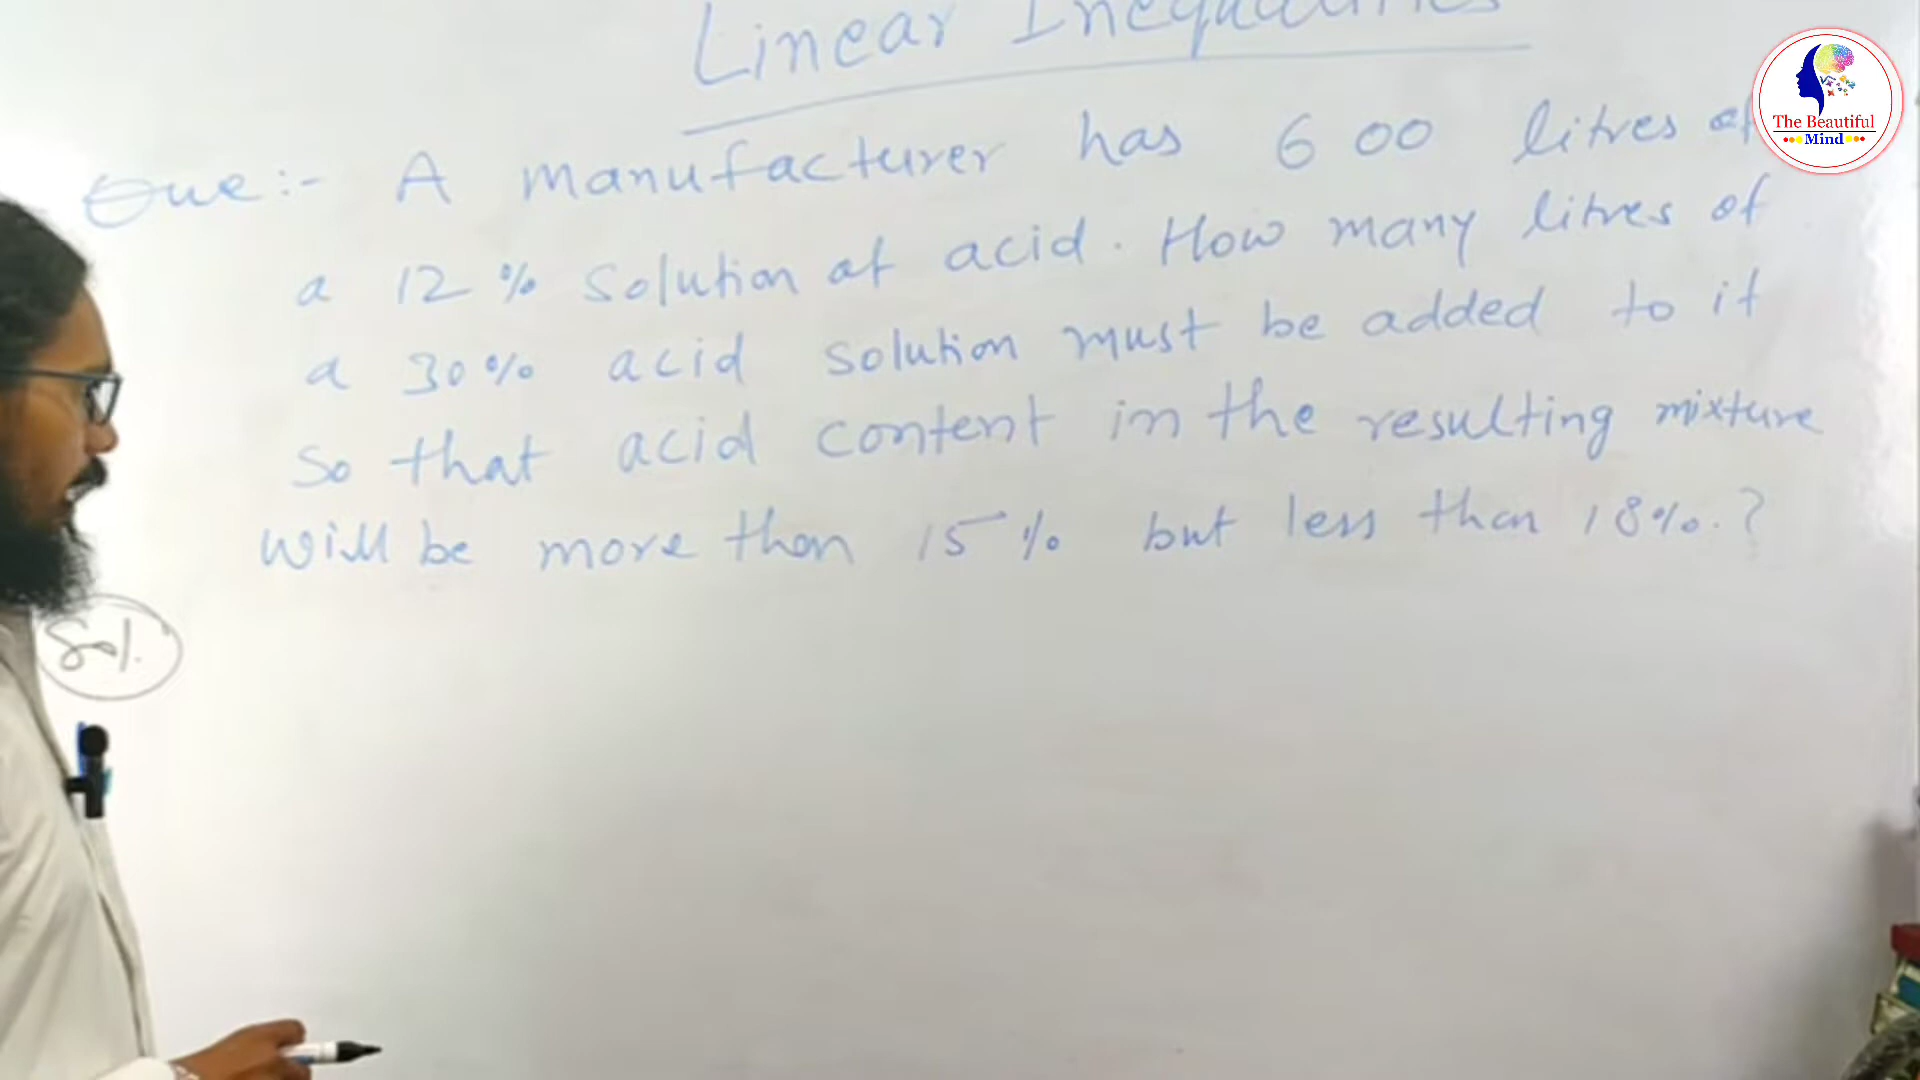 Linear Inequalities
Que:- A manufacturer has 600 litres of
a 12% solution of acid. How many litres of
a 30% acid solution must be added to it
so that acid content in the resulting mixture
will be more than 15% but less than 18%.?
Sol.
The Beautiful
Mind